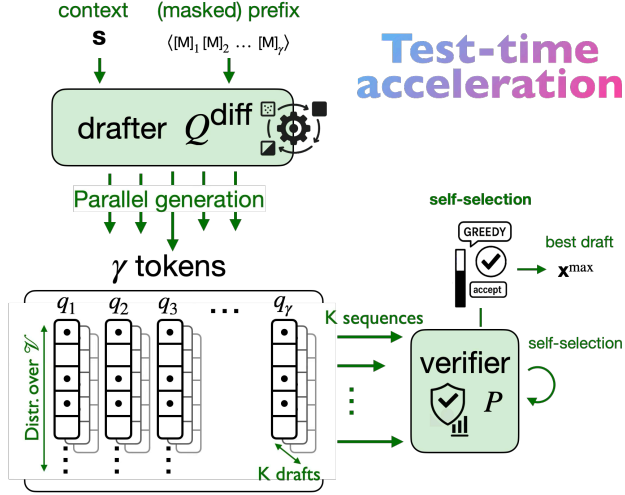 context
(masked) prefix
s
⟨[M]₁ [M]₂ … [M]ᵧ⟩
Test-time
acceleration
drafter Q^diff
Parallel generation
γ tokens
q₁ q₂ q₃ … qᵧ
Distr. over 𝒱
K drafts
K sequences
self-selection
GREEDY
accept
best draft
x^max
verifier
P
self-selection